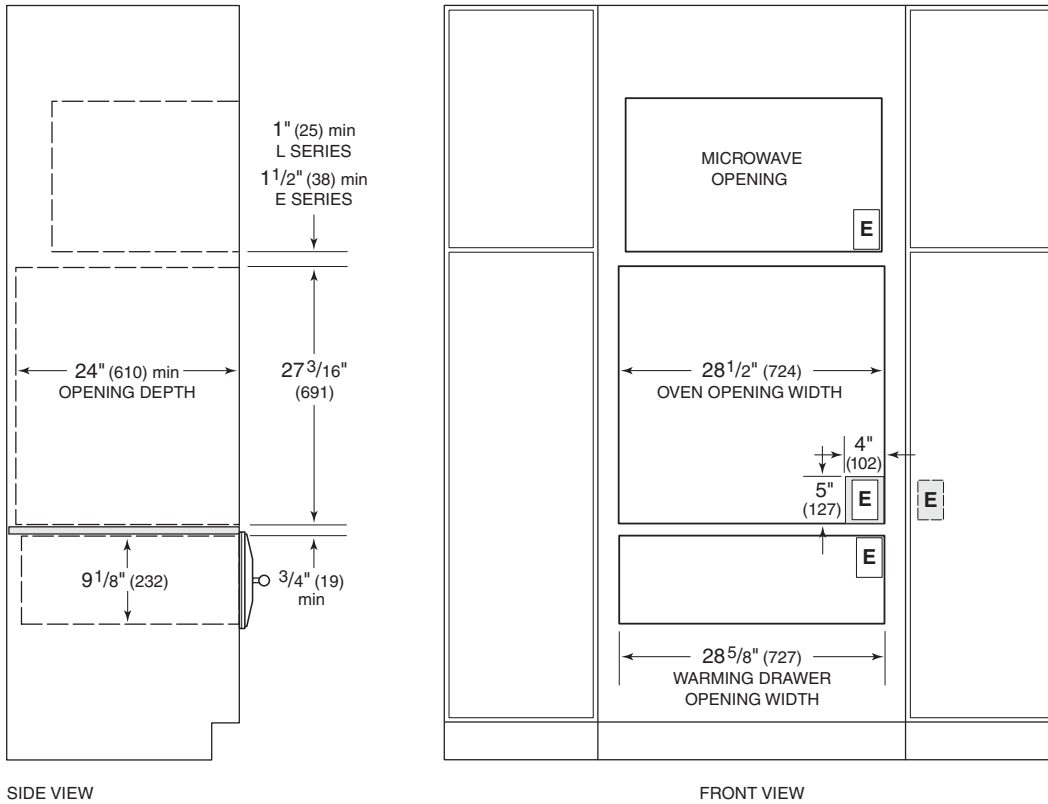 1" (25) min
L SERIES
1 1/2" (38) min
E SERIES
24" (610) min
OPENING DEPTH
27 3/16"
(691)
9 1/8" (232)
3/4" (19)
min
SIDE VIEW
MICROWAVE
OPENING
E
28 1/2" (724)
OVEN OPENING WIDTH
4"
(102)
5"
(127)
E
E
E
28 5/8" (727)
WARMING DRAWER
OPENING WIDTH
FRONT VIEW